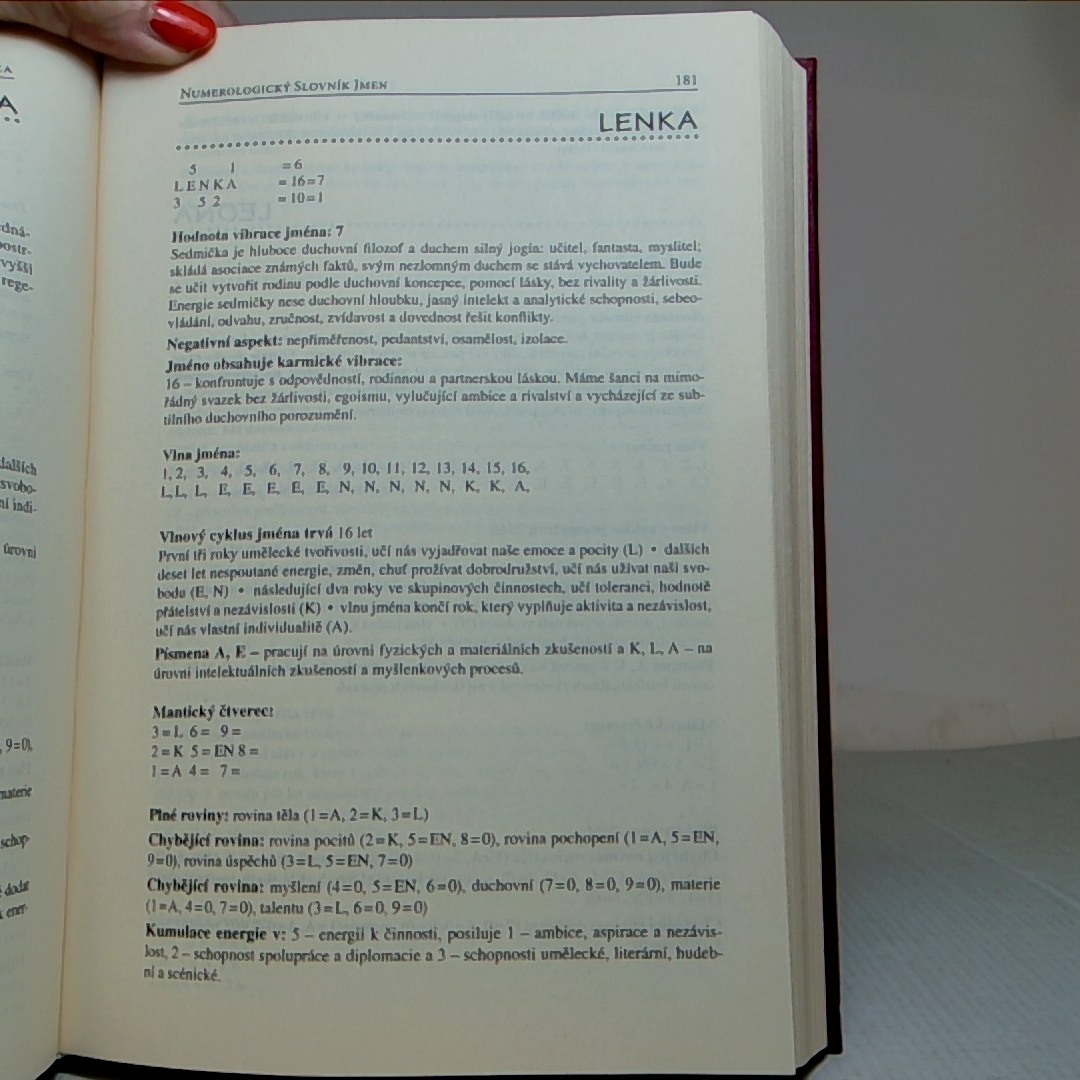 NUMEROLOGICKÝ SLOVNÍK JMEN 181
LENKA
5 1 =6
LENKA =16=7
3 5 2 =10=1
Hodnota vibrace jména: 7
Sedmička je hluboce duchovní filozof a duchem silný jogín: učitel, fantasta, myslitel;
skládá asociace známých faktů, svým nezlomným duchem se stává vychovatelem. Bude
se učit vytvořit rodinu podle duchovní koncepce, pomocí lásky, bez rivality a žárlivosti.
Energie sedmičky nese duchovní hloubku, jasný intelekt a analytické schopnosti, sebeo-
vládání, odvahu, zručnost, zvídavost a dovednost řešit konflikty.
Negativní aspekt: nepřiměřenost, pedantství, osamělost, izolace.
Jméno obsahuje karmické vibrace:
16 – konfrontuje s odpovědností, rodinnou a partnerskou láskou. Máme šanci na mimo-
řádný svazek bez žárlivosti, egoismu, vylučující ambice a rivalství a vycházející ze sub-
tilního duchovního porozumění.
Vlna jména:
1, 2, 3, 4, 5, 6, 7, 8, 9, 10, 11, 12, 13, 14, 15, 16,
L, L, L, E, E, E, E, E, N, N, N, N, N, K, K, A,
Vlnový cyklus jména trvá 16 let
První tři roky umělecké tvořivosti, učí nás vyjadřovat naše emoce a pocity (L) • dalších
deset let nespoutané energie, změn, chuť prožívat dobrodružství, učí nás užívat naši svo-
bodu (E, N) • následující dva roky ve skupinových činnostech, učí toleranci, hodnotě
přátelství a nezávislosti (K) • vlnu jména končí rok, který vyplňuje aktivita a nezávislost,
učí nás vlastní individualitě (A).
Písmena A, E – pracují na úrovni fyzických a materiálních zkušeností a K, L, A – na
úrovni intelektuálních zkušeností a myšlenkových procesů.
Mantický čtverec:
3=L 6= 9=
2=K 5=EN 8=
1=A 4= 7=
Plné roviny: rovina těla (1=A, 2=K, 3=L)
Chybějící rovina: rovina pocitů (2=K, 5=EN, 8=0), rovina pochopení (1=A, 5=EN,
9=0), rovina úspěchů (3=L, 5=EN, 7=0)
Chybějící rovina: myšlení (4=0, 5=EN, 6=0), duchovní (7=0, 8=0, 9=0), materie
(1=A, 4=0, 7=0), talentu (3=L, 6=0, 9=0)
Kumulace energie v: 5 – energii k činnosti, posiluje 1 – ambice, aspirace a nezávis-
lost, 2 – schopnost spolupráce a diplomacie a 3 – schopnosti umělecké, literární, hudeb-
ní a scénické.